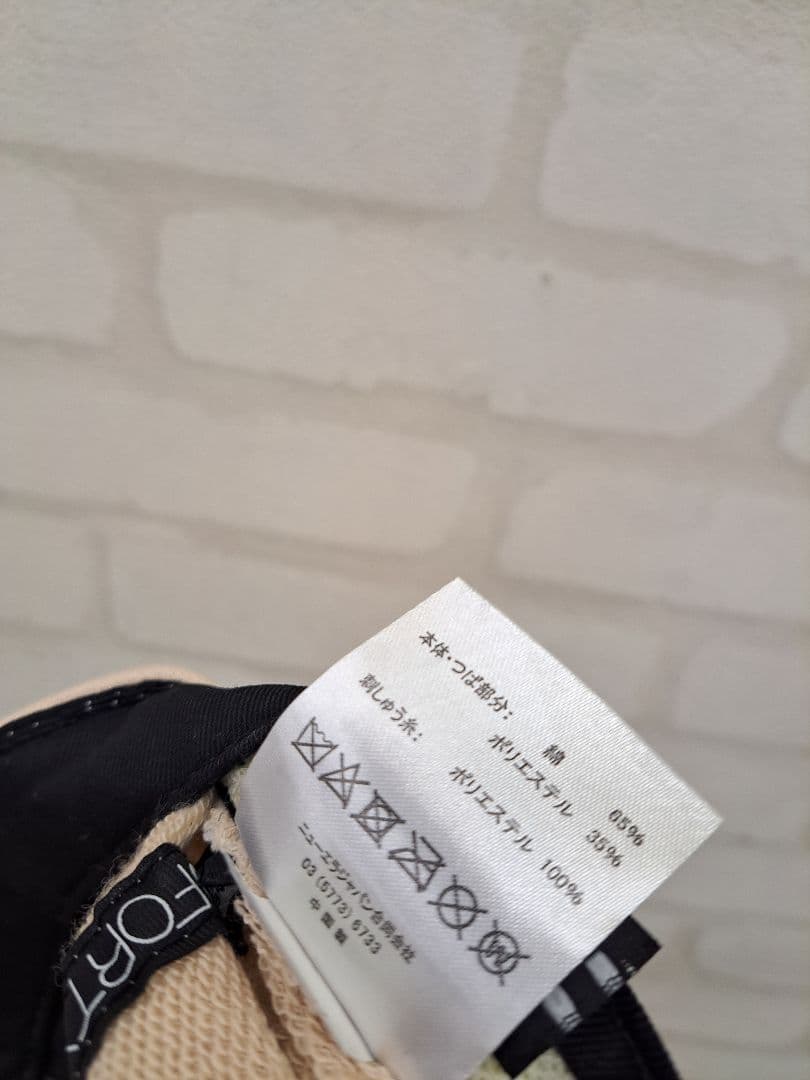 本体・つば部分: 綿 65%
ポリエステル 35%
刺しゅう糸: ポリエステル 100%
ニューエラジャパン合同会社
03 (5773) 6733
中国製
FORT